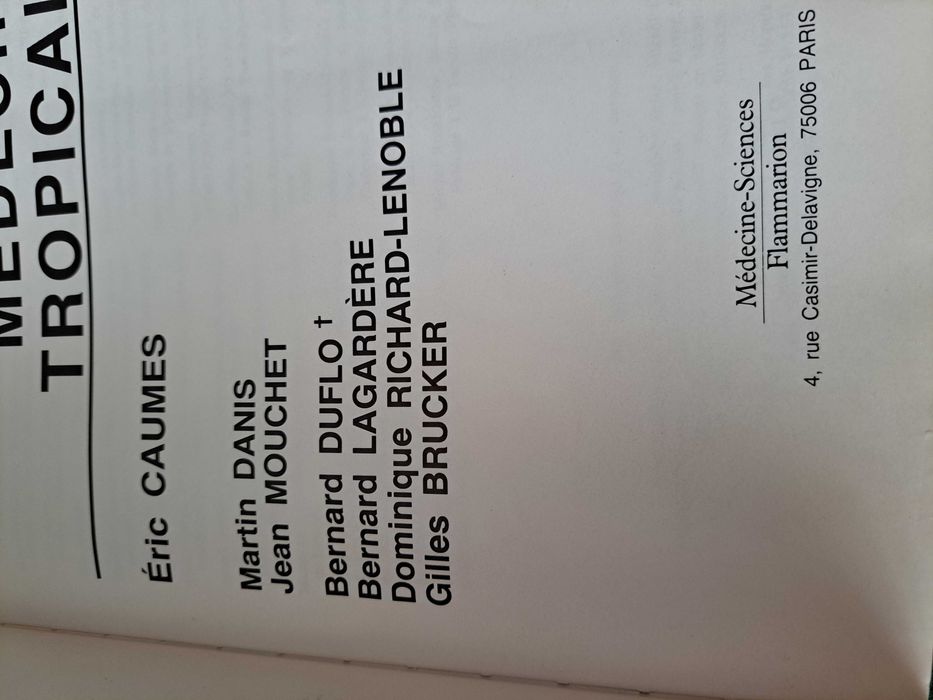 TROPICAL
Éric CAUMES
Martin DANIS
Jean MOUCHET
Bernard DUFLO†
Bernard LAGARDÈRE
Dominique RICHARD-LENOBLE
Gilles BRUCKER
Médecine-Sciences
Flammarion
4, rue Casimir-Delavigne, 75006 PARIS